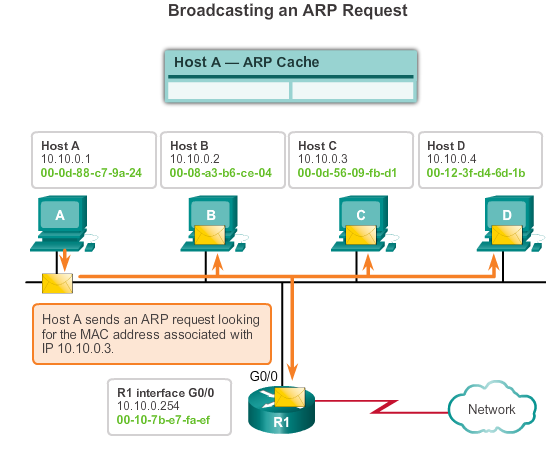 Broadcasting an ARP Request
Host A — ARP Cache
Host A
10.10.0.1
00-0d-88-c7-9a-24
Host B
10.10.0.2
00-08-a3-b6-ce-04
Host C
10.10.0.3
00-0d-56-09-fb-d1
Host D
10.10.0.4
00-12-3f-d4-6d-1b
A
B
C
D
Host A sends an ARP request looking
for the MAC address associated with
IP 10.10.0.3.
G0/0
R1 interface G0/0
10.10.0.254
00-10-7b-e7-fa-ef
R1
Network